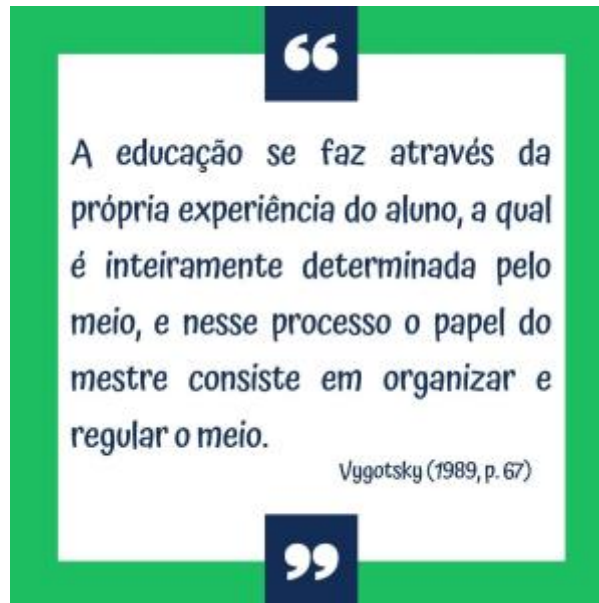 “
A educação se faz através da
própria experiência do aluno, a qual
é inteiramente determinada pelo
meio, e nesse processo o papel do
mestre consiste em organizar e
regular o meio.
Vygotsky (1989, p. 67)
”